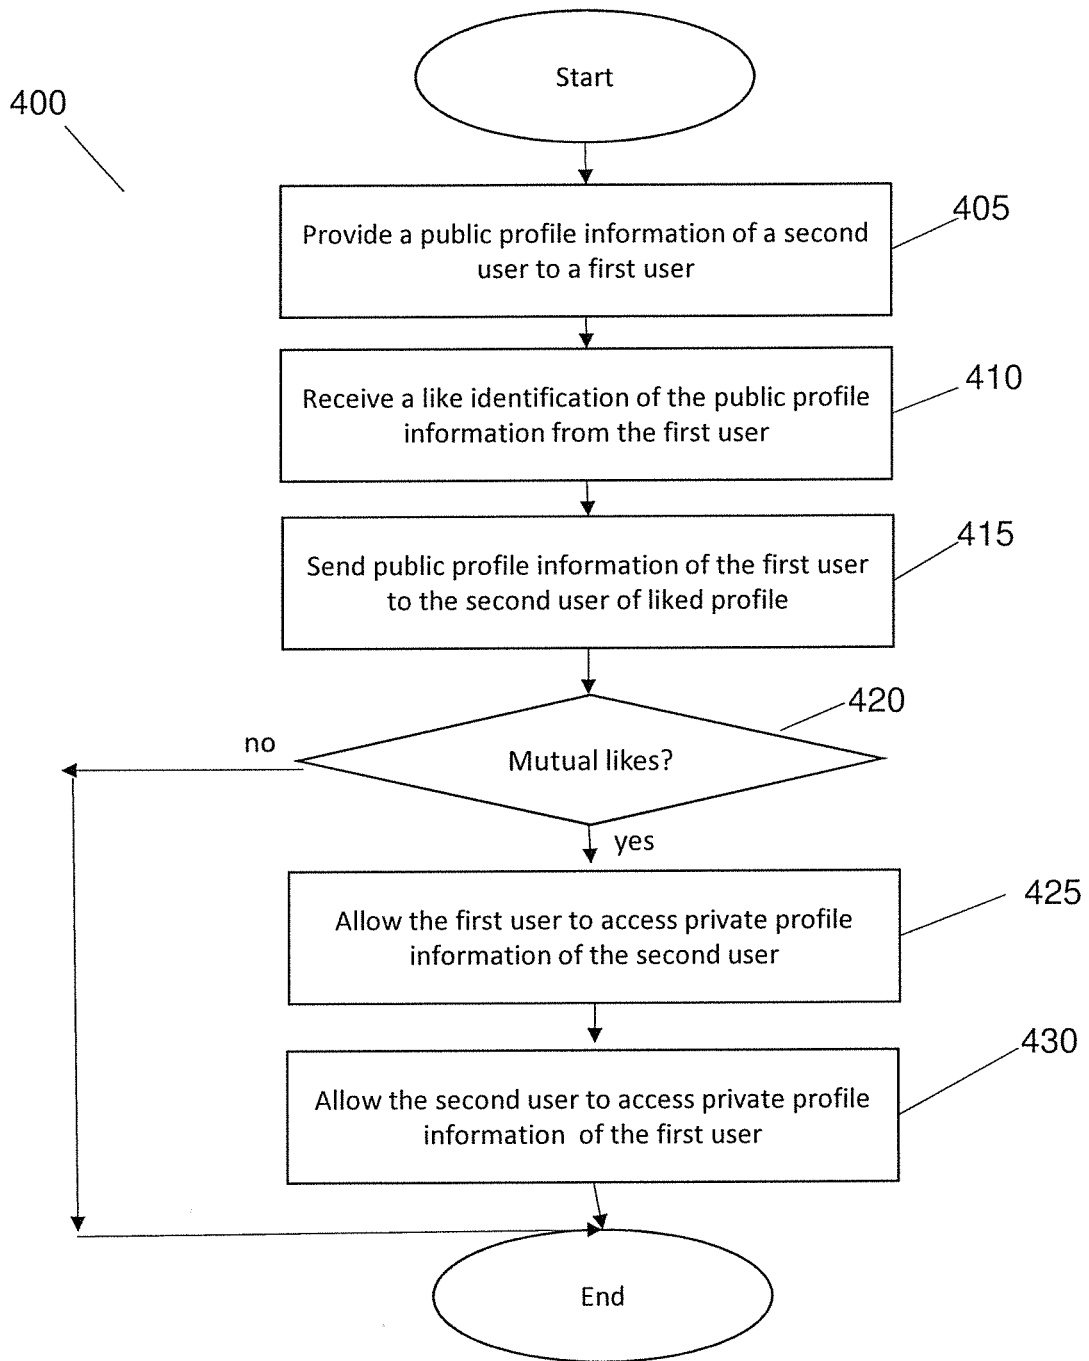 Start
400
Provide a public profile information of a second
user to a first user
405
Receive a like identification of the public profile
information from the first user
410
Send public profile information of the first user
to the second user of liked profile
415
420
no
Mutual likes?
yes
Allow the first user to access private profile
information of the second user
425
Allow the second user to access private profile
information of the first user
430
End